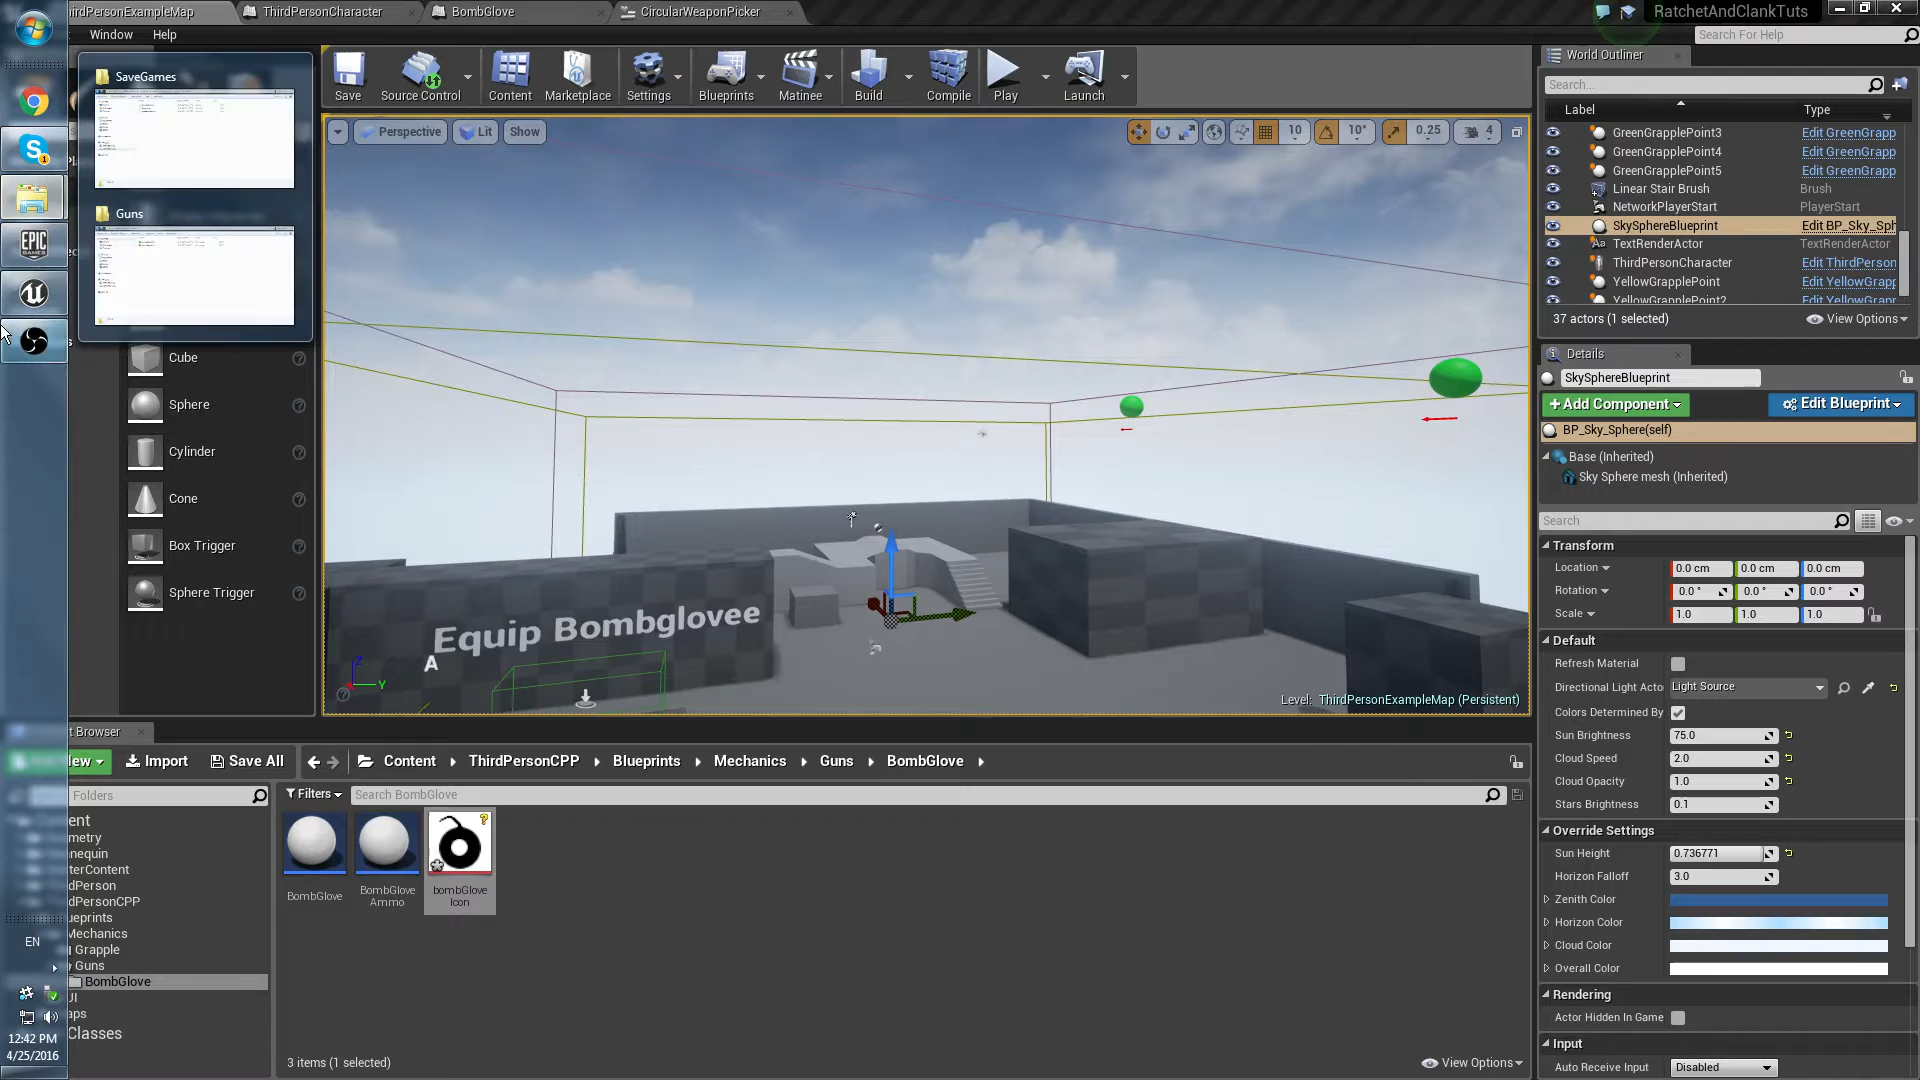 irdPersonExampleMap
ThirdPersonCharacter
BombGlove
CircularWeaponPicker
RatchetAndClankTuts
Window
Help
Search For Help
SaveGames
Guns
Save
Source Control
Content
Marketplace
Settings
Blueprints
Matinee
Build
Compile
Play
Launch
Perspective
Lit
Show
10
10°
0.25
4
World Outliner
Search...
Label
Type
GreenGrapplePoint3
Edit GreenGrapp
GreenGrapplePoint4
Edit GreenGrapp
GreenGrapplePoint5
Edit GreenGrapp
Linear Stair Brush
Brush
NetworkPlayerStart
PlayerStart
SkySphereBlueprint
Edit BP_Sky_Sph
TextRenderActor
TextRenderActor
ThirdPersonCharacter
Edit ThirdPerson
YellowGrapplePoint
Edit YellowGrapp
YellowGrapplePoint2
Edit YellowGrapp
37 actors (1 selected)
View Options
EPIC
GAMES
Cube
Sphere
Cylinder
Cone
Box Trigger
Sphere Trigger
Equip Bombglovee
A
Z
Y
Level: ThirdPersonExampleMap (Persistent)
Details
SkySphereBlueprint
+Add Component
Edit Blueprint
BP_Sky_Sphere(self)
Base (Inherited)
Sky Sphere mesh (Inherited)
Search
Transform
Location
0.0 cm
0.0 cm
0.0 cm
Rotation
0.0 °
0.0 °
0.0 °
Scale
1.0
1.0
1.0
Default
Refresh Material
Directional Light Acto
Light Source
Colors Determined By
Sun Brightness
75.0
Cloud Speed
2.0
Cloud Opacity
1.0
Stars Brightness
0.1
Override Settings
Sun Height
0.736771
Horizon Falloff
3.0
Zenith Color
Horizon Color
Cloud Color
Overall Color
Rendering
Actor Hidden In Game
Input
Auto Receive Input
Disabled
t Browser
ew
Import
Save All
Content
ThirdPersonCPP
Blueprints
Mechanics
Guns
BombGlove
Folders
Filters
Search BombGlove
ent
metry
nequin
rterContent
dPerson
dPersonCPP
ueprints
Mechanics
Grapple
Guns
BombGlove
UI
aps
Classes
BombGlove
BombGlove
Ammo
bombGlove
Icon
3 items (1 selected)
View Options
EN
12:42 PM
4/25/2016